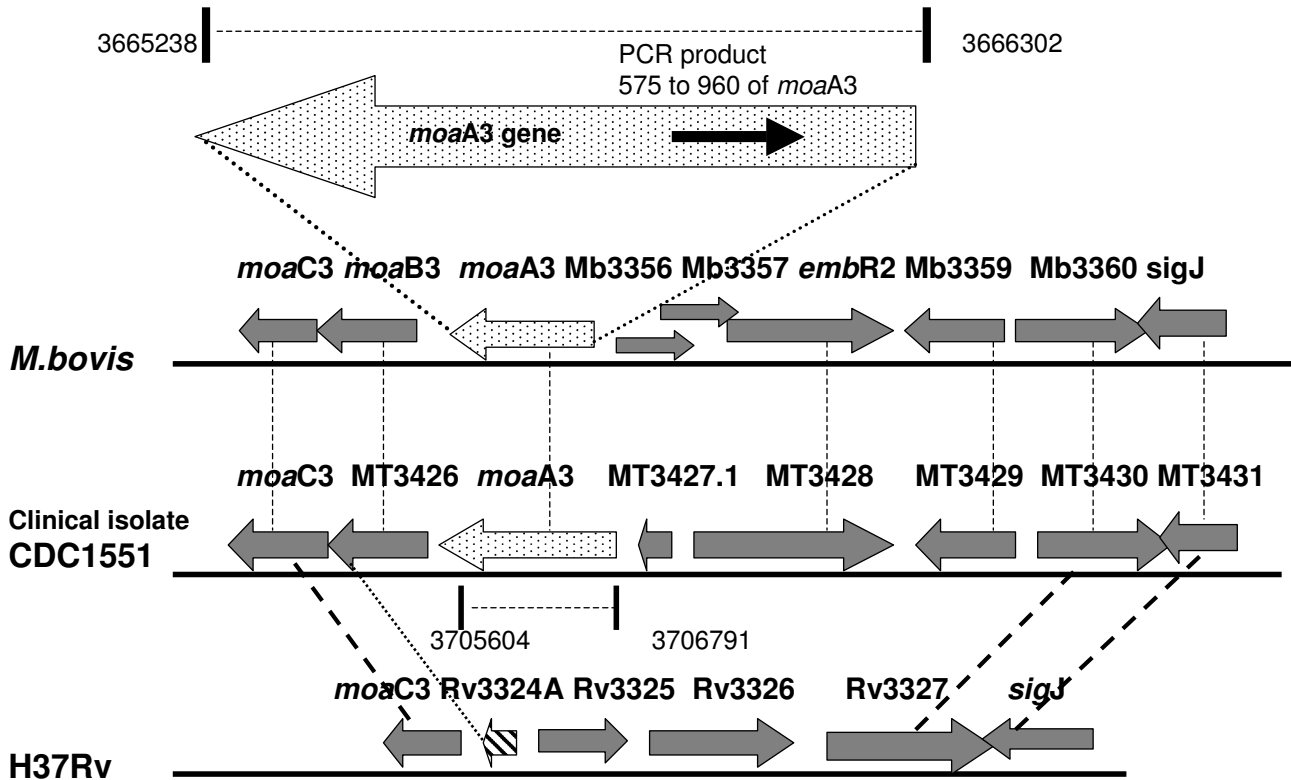 3665238
3666302
PCR product
575 to 960 of moaA3
moaA3 gene
moaC3 moaB3 moaA3 Mb3356 Mb3357 embR2 Mb3359 Mb3360 sigJ
M.bovis
moaC3 MT3426 moaA3 MT3427.1 MT3428 MT3429 MT3430 MT3431
Clinical isolate
CDC1551
3705604 3706791
moaC3 Rv3324A Rv3325 Rv3326 Rv3327 sigJ
H37Rv